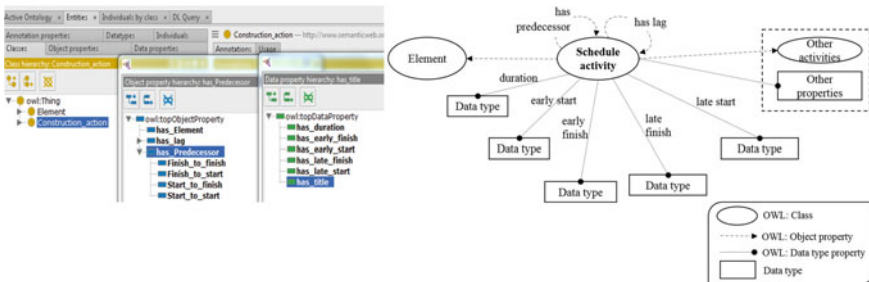 Active Ontology × Entities × Individuals by class × DL Query ×
Annotation properties Datatypes Individuals
Classes Object properties Data properties
Construction_action — http://www.semanticweb.o
Annotations Usage
Class hierarchy: Construction_action
owl:Thing
Element
Construction_action
Object property hierarchy: has_Predecessor
owl:topObjectProperty
has_Element
has_lag
has_Predecessor
Finish_to_finish
Finish_to_start
Start_to_finish
Start_to_start
Data property hierarchy: has_title
owl:topDataProperty
has_duration
has_early_finish
has_early_start
has_late_finish
has_late_start
has_title
has
predecessor
has lag
Element
Schedule
activity
Other
activities
Other
properties
duration
Data type
early start
Data type
early
finish
Data type
late
finish
Data type
late start
Data type
OWL: Class
OWL: Object property
OWL: Data type property
Data type